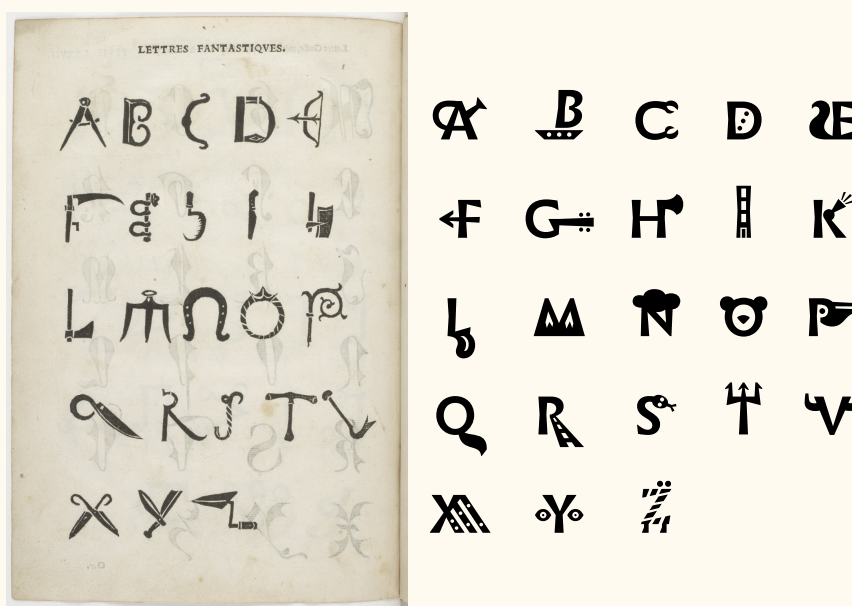 LETTRES FANTASTIQVES.
A B C D E
F G H I K
L M N O P
Q R S T V
X Y Z
A B C D E
F G H I K
L M N O P
Q R S T V
X Y Z